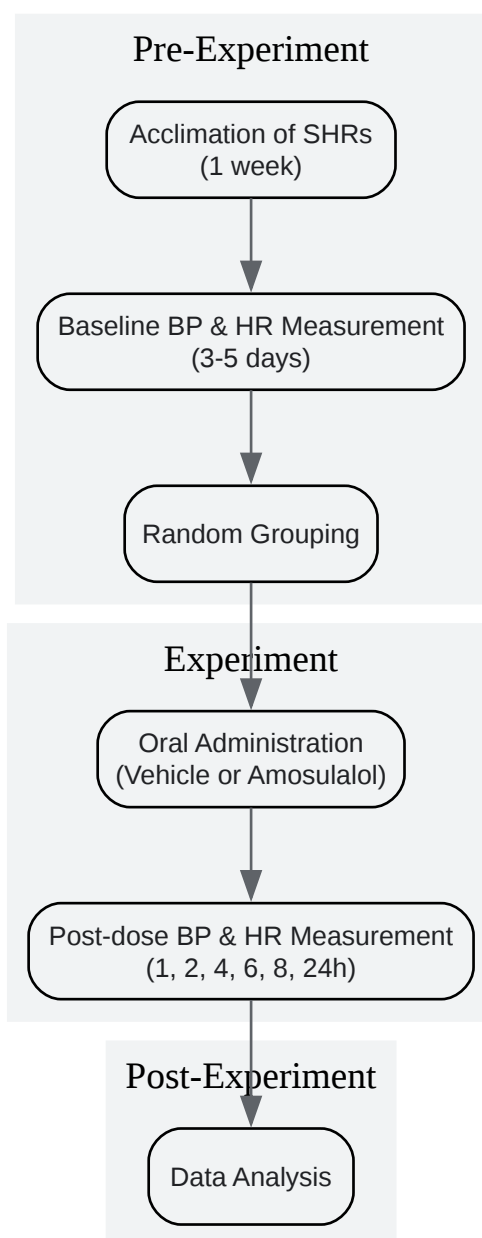 Pre-Experiment
Acclimation of SHRs
(1 week)
Baseline BP & HR Measurement
(3-5 days)
Random Grouping
Experiment
Oral Administration
(Vehicle or Amosulalol)
Post-dose BP & HR Measurement
(1, 2, 4, 6, 8, 24h)
Post-Experiment
Data Analysis